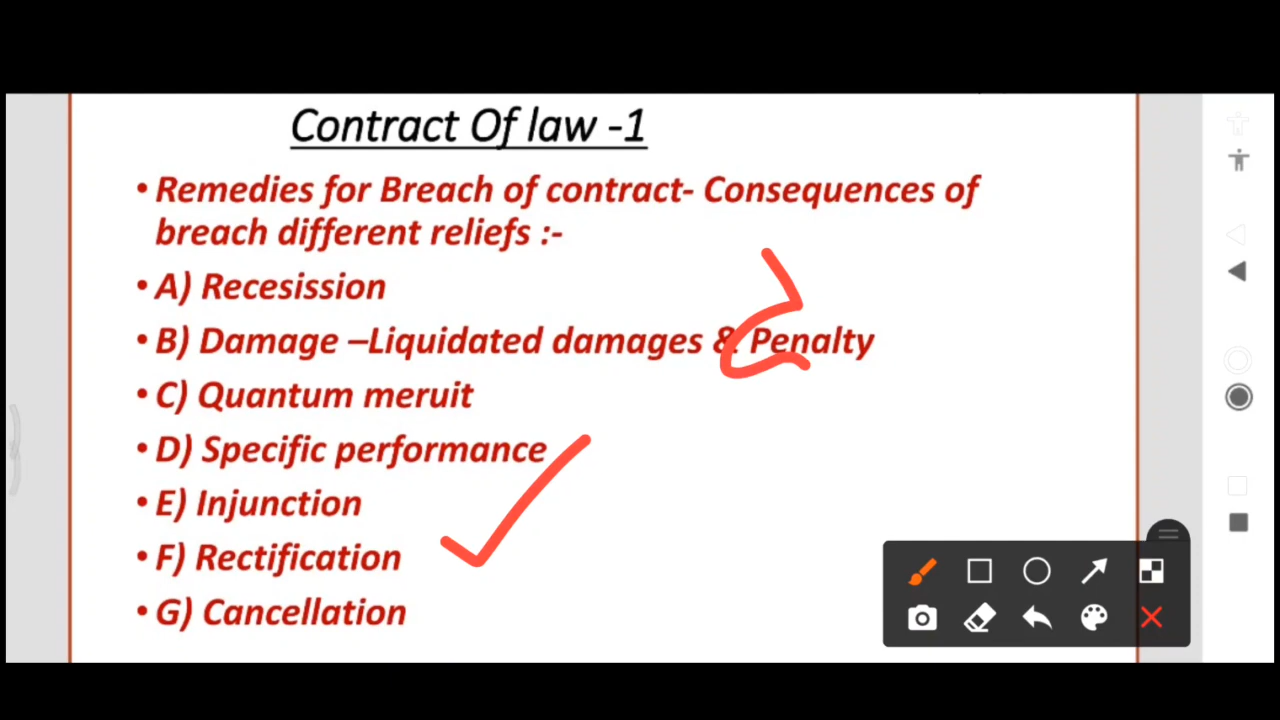 Contract Of law -1
• Remedies for Breach of contract- Consequences of
breach different reliefs :-
• A) Recesission
• B) Damage –Liquidated damages & Penalty
• C) Quantum meruit
• D) Specific performance
• E) Injunction
• F) Rectification
• G) Cancellation